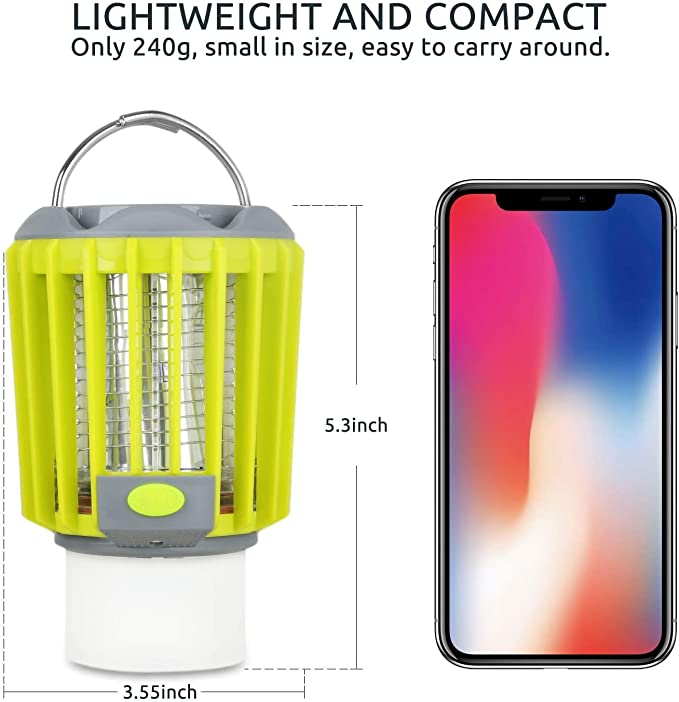 LIGHTWEIGHT AND COMPACT
Only 240g, small in size, easy to carry around.
5.3inch
3.55inch